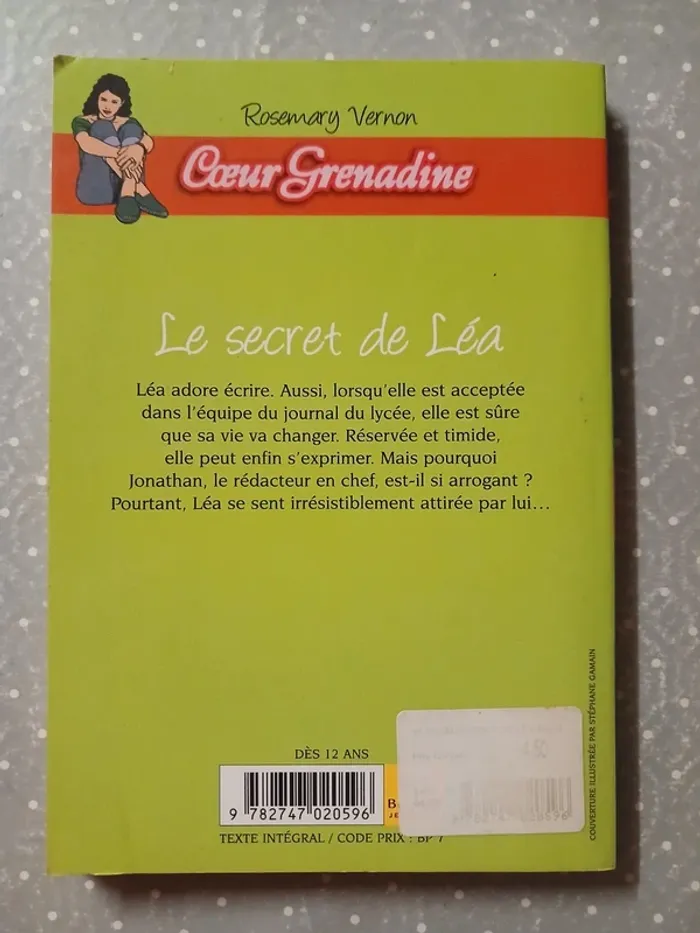 Rosemary Vernon
Cœur Grenadine
Le secret de Léa
Léa adore écrire. Aussi, lorsqu'elle est acceptée
dans l'équipe du journal du lycée, elle est sûre
que sa vie va changer. Réservée et timide,
elle peut enfin s'exprimer. Mais pourquoi
Jonathan, le rédacteur en chef, est-il si arrogant ?
Pourtant, Léa se sent irrésistiblement attirée par lui…
DÈS 12 ANS
9 782747 020596
TEXTE INTÉGRAL / CODE PRIX : BP 7
COUVERTURE ILLUSTRÉE PAR STÉPHANE GAMAIN